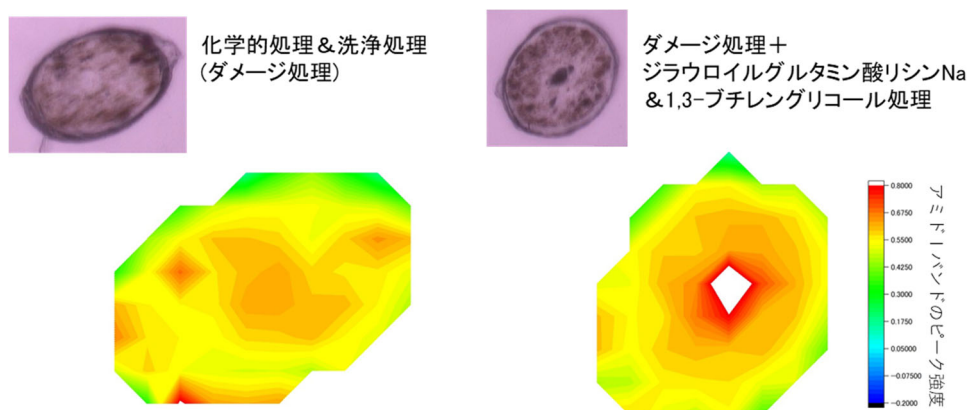 化学的処理&洗浄処理
(ダメージ処理)
ダメージ処理+
ジラウロイルグルタミン酸リシンNa
&1,3-ブチレングリコール処理
0.8000
0.6750
0.5500
0.4250
0.3000
0.1750
0.05000
-0.07500
-0.2000
アミドIバンドのピーク強度